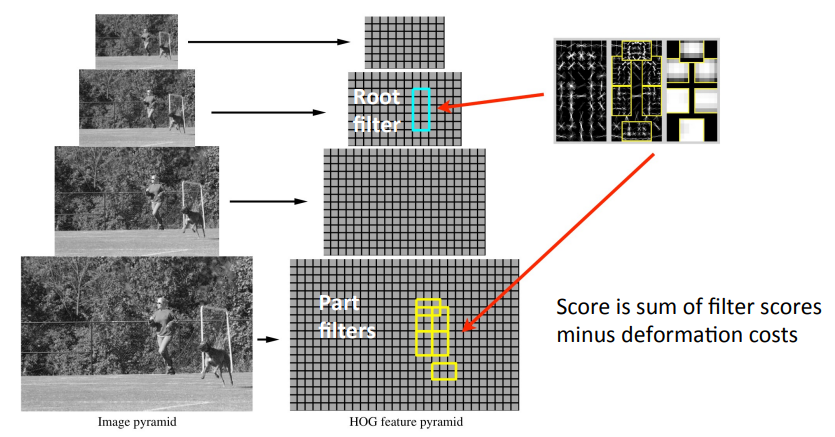 Root
filter
Part
filters
Score is sum of filter scores
minus deformation costs
Image pyramid
HOG feature pyramid